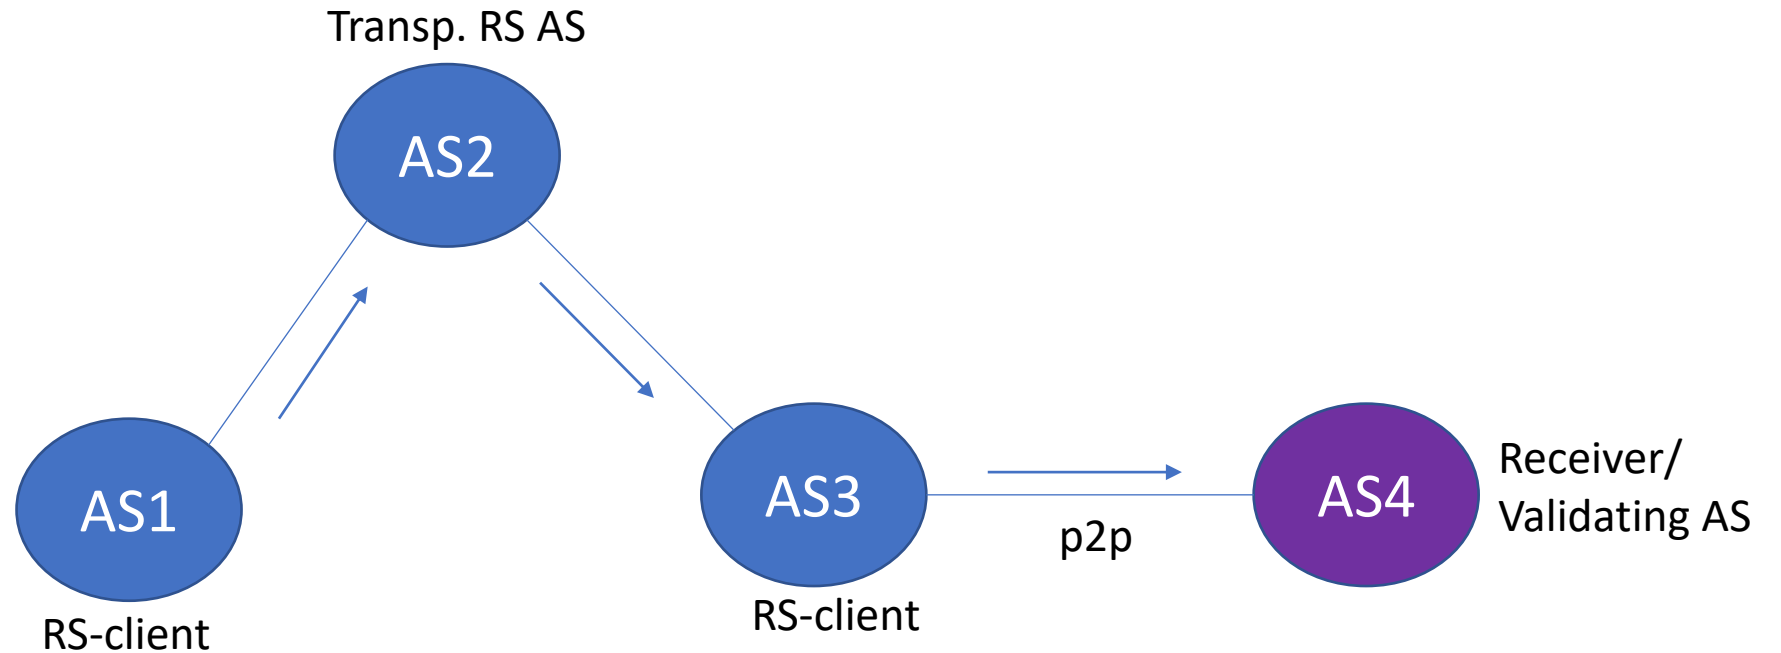 Transp. RS AS
AS2
AS1
RS-client
AS3
RS-client
p2p
AS4
Receiver/
Validating AS